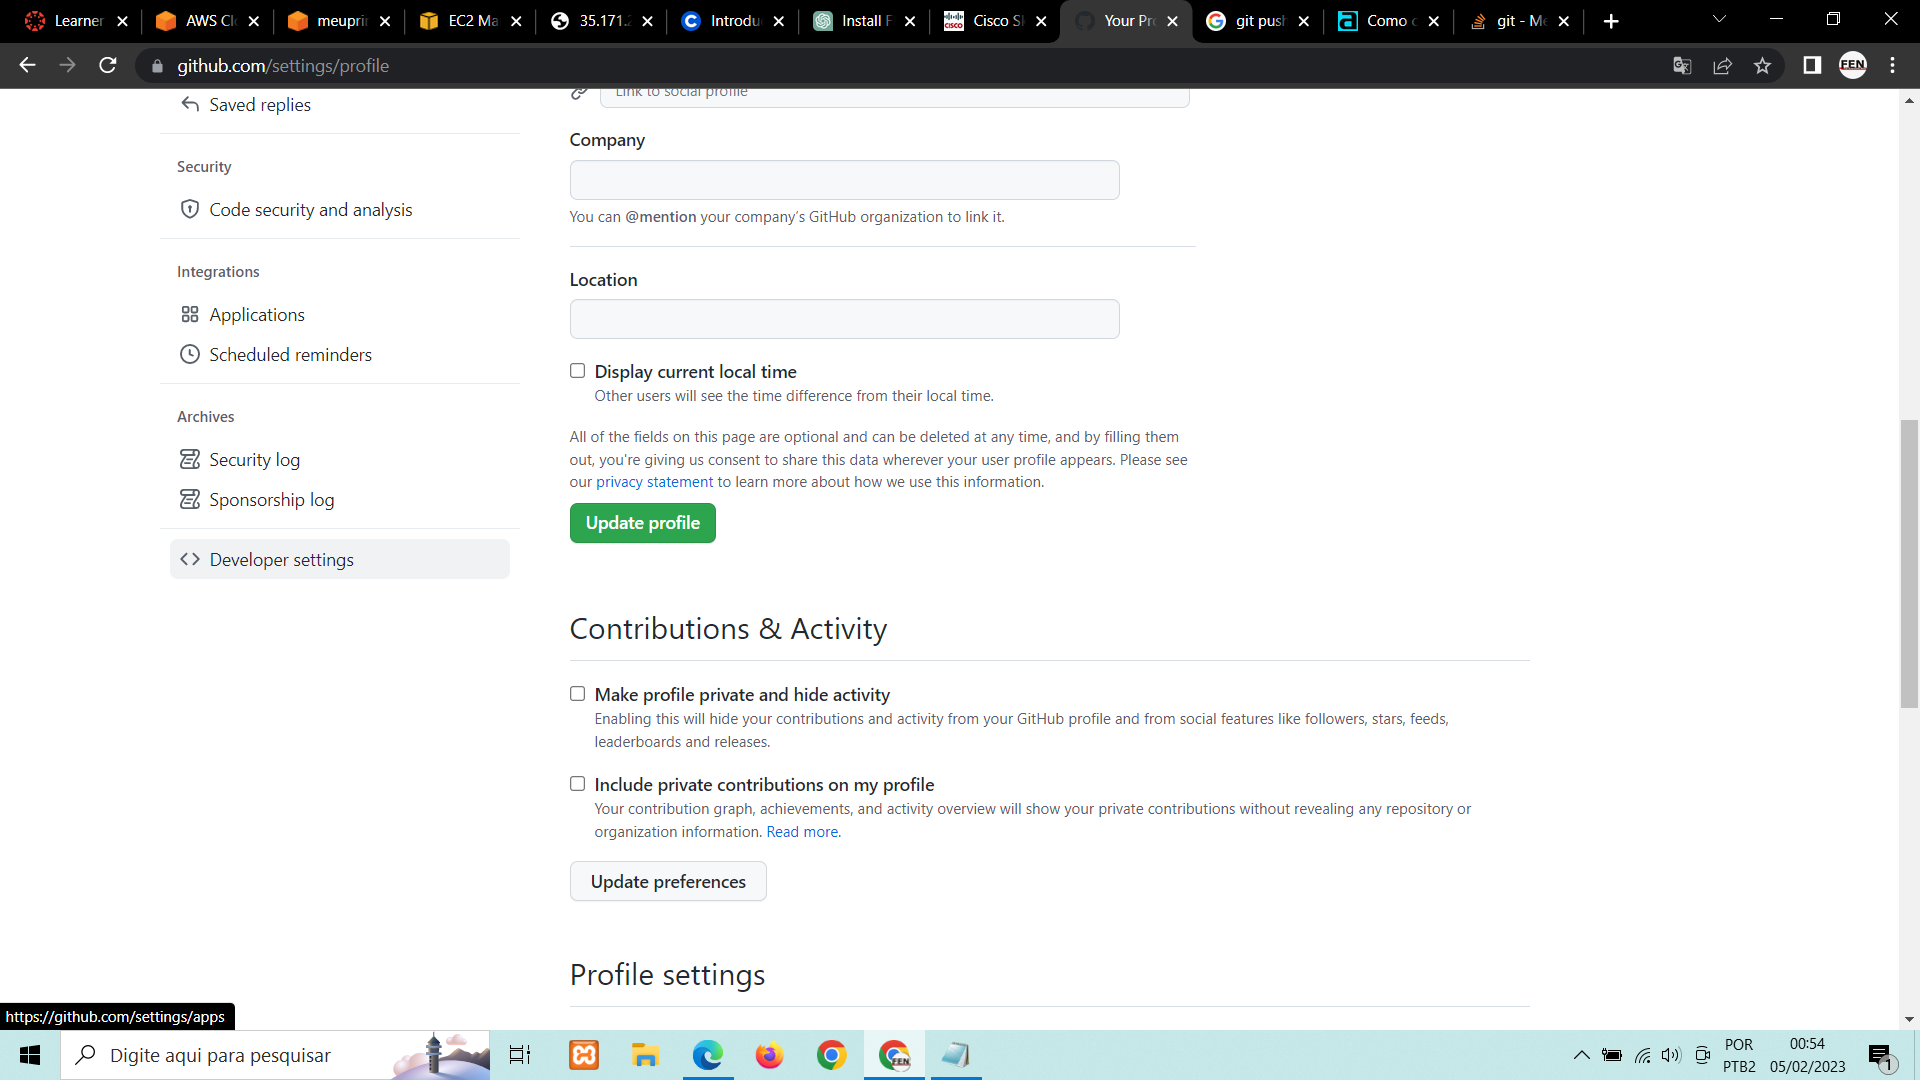 Learner
AWS Cl
meuprin
EC2 Ma
35.171.2
Introdu
Install F
CISCO
Cisco Sk
Your Pro
git push
Como c
git - Me
github.com/settings/profile
FEN
Link to social profile
Saved replies
Security
Code security and analysis
Integrations
Applications
Scheduled reminders
Archives
Security log
Sponsorship log
Developer settings
Company
You can @mention your company's GitHub organization to link it.
Location
Display current local time
Other users will see the time difference from their local time.
All of the fields on this page are optional and can be deleted at any time, and by filling them
out, you're giving us consent to share this data wherever your user profile appears. Please see
our privacy statement to learn more about how we use this information.
Update profile
Contributions & Activity
Make profile private and hide activity
Enabling this will hide your contributions and activity from your GitHub profile and from social features like followers, stars, feeds,
leaderboards and releases.
Include private contributions on my profile
Your contribution graph, achievements, and activity overview will show your private contributions without revealing any repository or
organization information. Read more.
Update preferences
Profile settings
https://github.com/settings/apps
Digite aqui para pesquisar
FEN
POR
PTB2
00:54
05/02/2023
1